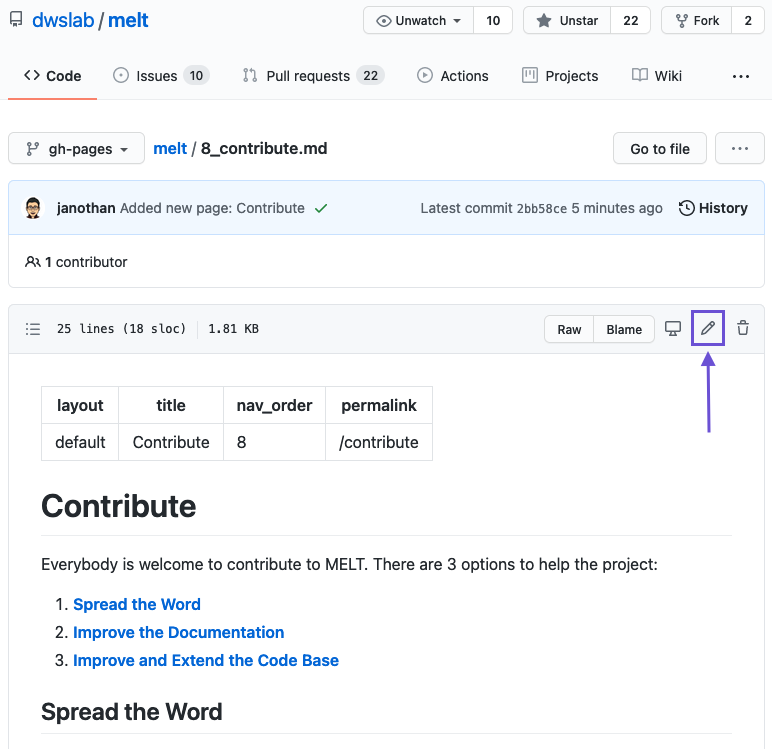 dwslab / melt Unwatch 10 Unstar 22 Fork 2
Code Issues 10 Pull requests 22 Actions Projects Wiki ...
gh-pages melt / 8_contribute.md Go to file ...
janothan Added new page: Contribute Latest commit 2bb58ce 5 minutes ago History
1 contributor
25 lines (18 sloc) 1.81 KB Raw Blame
layout title nav_order permalink
default Contribute 8 /contribute
Contribute
Everybody is welcome to contribute to MELT. There are 3 options to help the project:
1. Spread the Word
2. Improve the Documentation
3. Improve and Extend the Code Base
Spread the Word